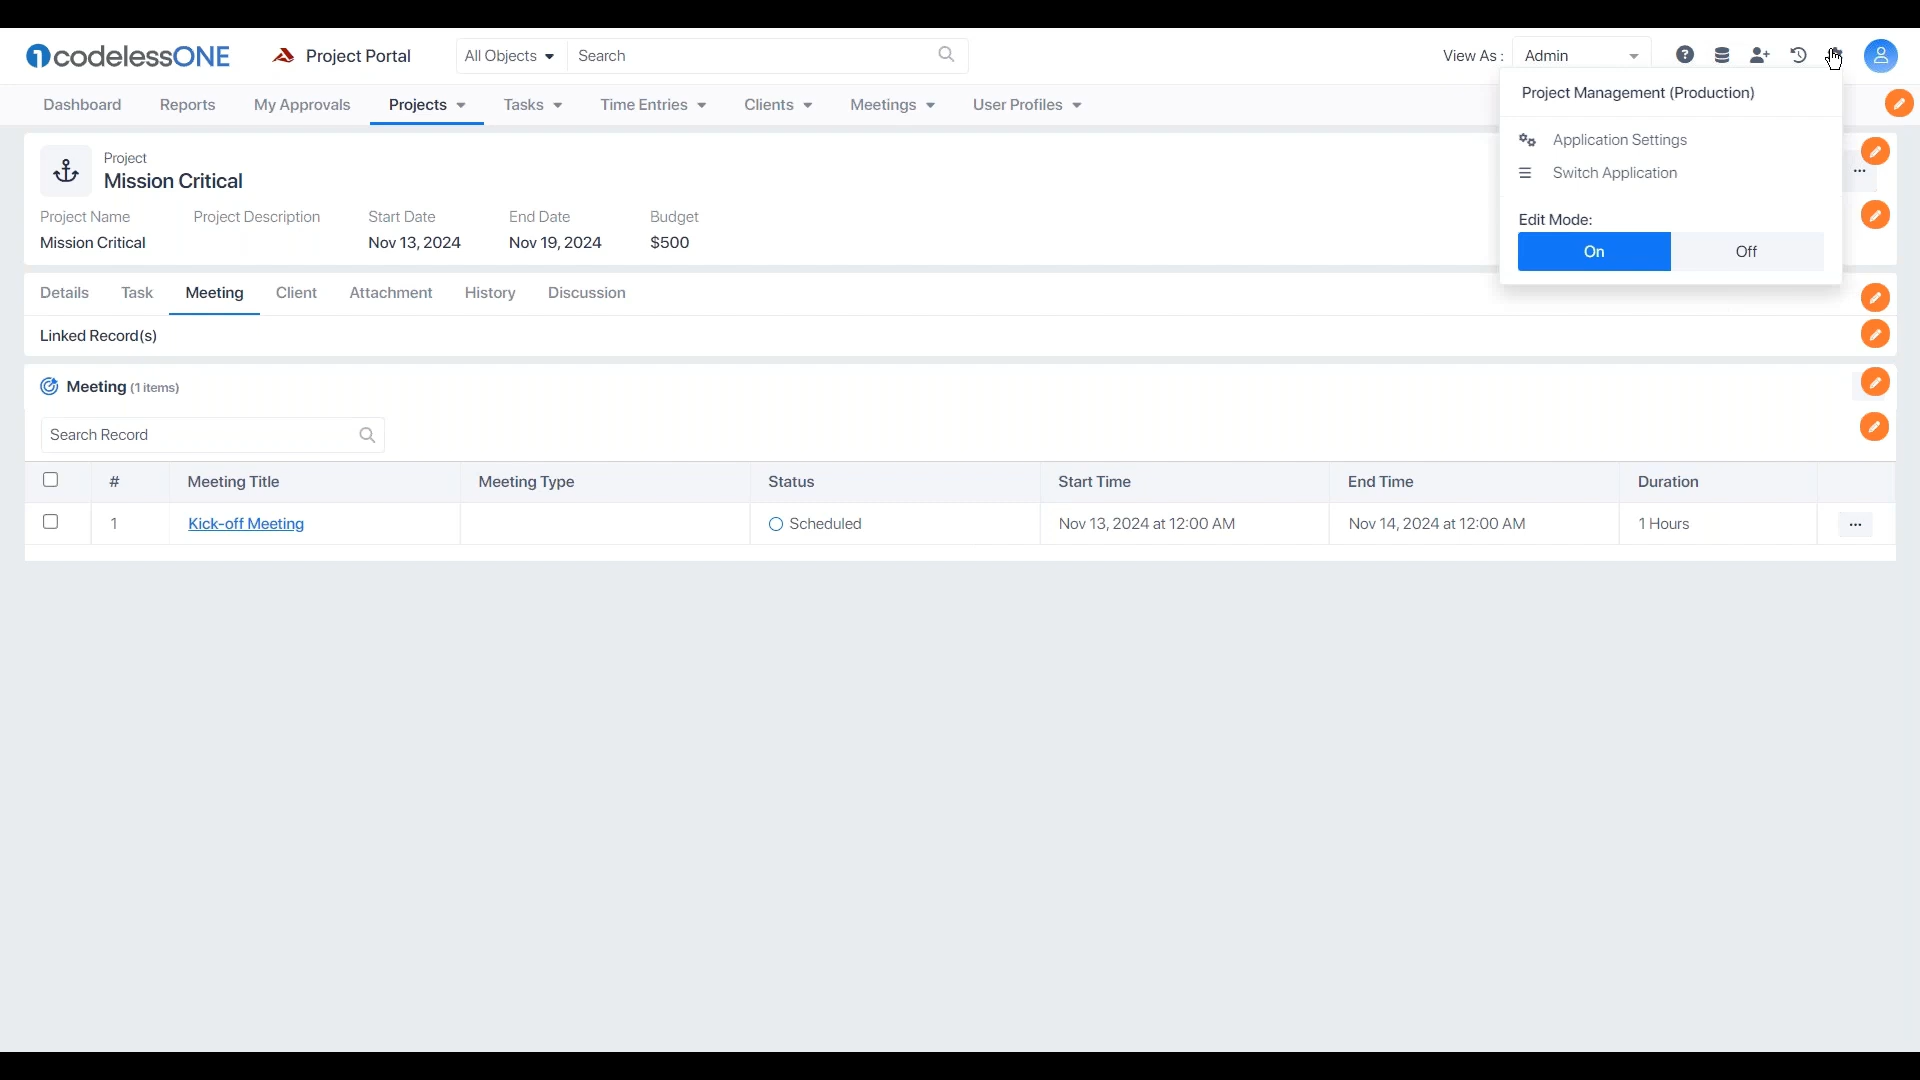 codelessONE Project Portal All Objects Search View As : Admin
Project Management (Production)
Application Settings
Switch Application
Edit Mode:
On Off
Dashboard Reports My Approvals Projects Tasks Time Entries Clients Meetings User Profiles
Project
Mission Critical
Project Name Project Description Start Date End Date Budget
Mission Critical Nov 13, 2024 Nov 19, 2024 $500
Details Task Meeting Client Attachment History Discussion
Linked Record(s)
Meeting (1 items)
Search Record
# Meeting Title Meeting Type Status Start Time End Time Duration
1 Kick-off Meeting Scheduled Nov 13, 2024 at 12:00 AM Nov 14, 2024 at 12:00 AM 1 Hours